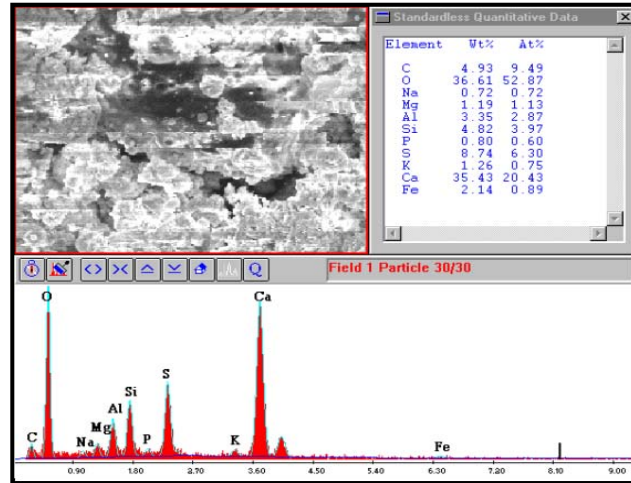 Standardless Quantitative Data
Element Wt% At%
C 4.93 9.49
O 36.61 52.87
Na 0.72 0.72
Mg 1.19 1.13
Al 3.35 2.87
Si 4.82 3.97
P 0.80 0.60
S 8.74 6.30
K 1.26 0.75
Ca 35.43 20.43
Fe 2.14 0.89
Q Field 1 Particle 30/30
C O Na Mg Al Si P S K Ca Fe
0.90 1.80 2.70 3.60 4.50 5.40 6.30 7.20 8.10 9.00